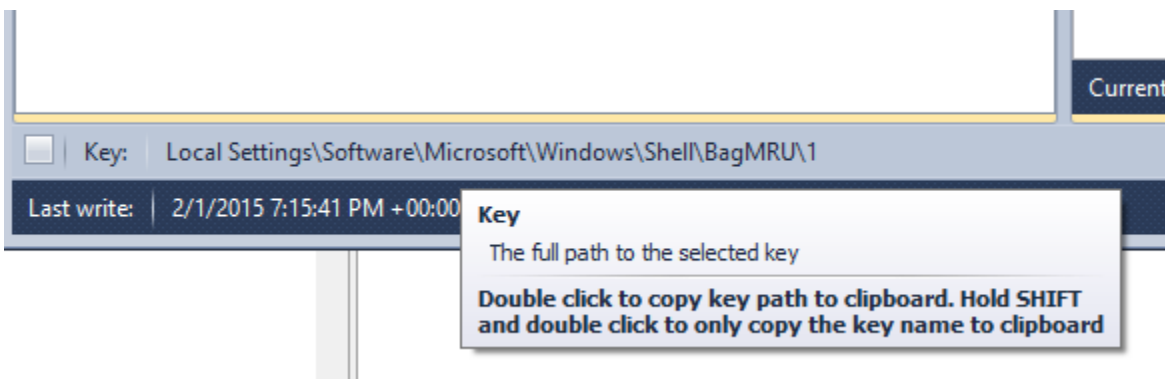 Current
Key: Local Settings\Software\Microsoft\Windows\Shell\BagMRU\1
Last write: 2/1/2015 7:15:41 PM +00:00
Key
The full path to the selected key
Double click to copy key path to clipboard. Hold SHIFT
and double click to only copy the key name to clipboard